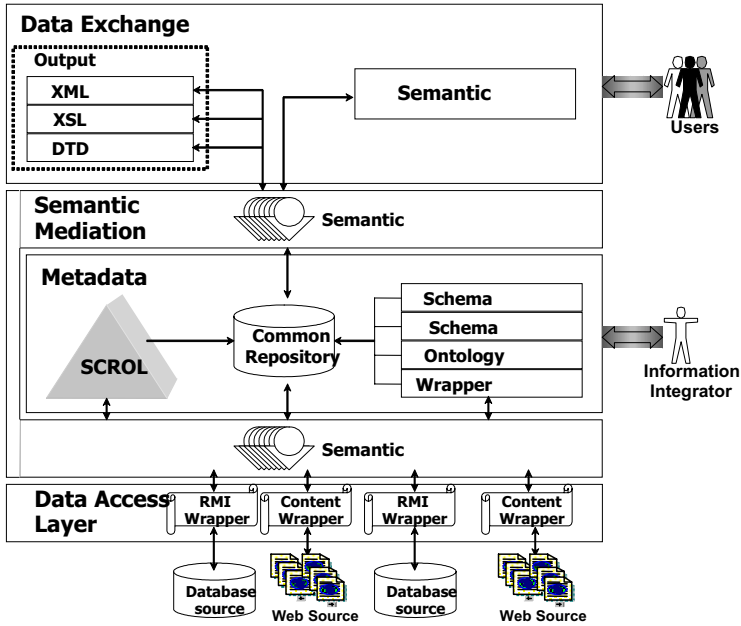 Data Exchange
Output
XML
XSL
DTD
Semantic
Users
Semantic
Mediation
Semantic
Metadata
SCROL
Common
Repository
Schema
Schema
Ontology
Wrapper
Information
Integrator
Semantic
Data Access
Layer
RMI
Wrapper
Content
Wrapper
RMI
Wrapper
Content
Wrapper
Database
source
Web Source
Database
source
Web Source